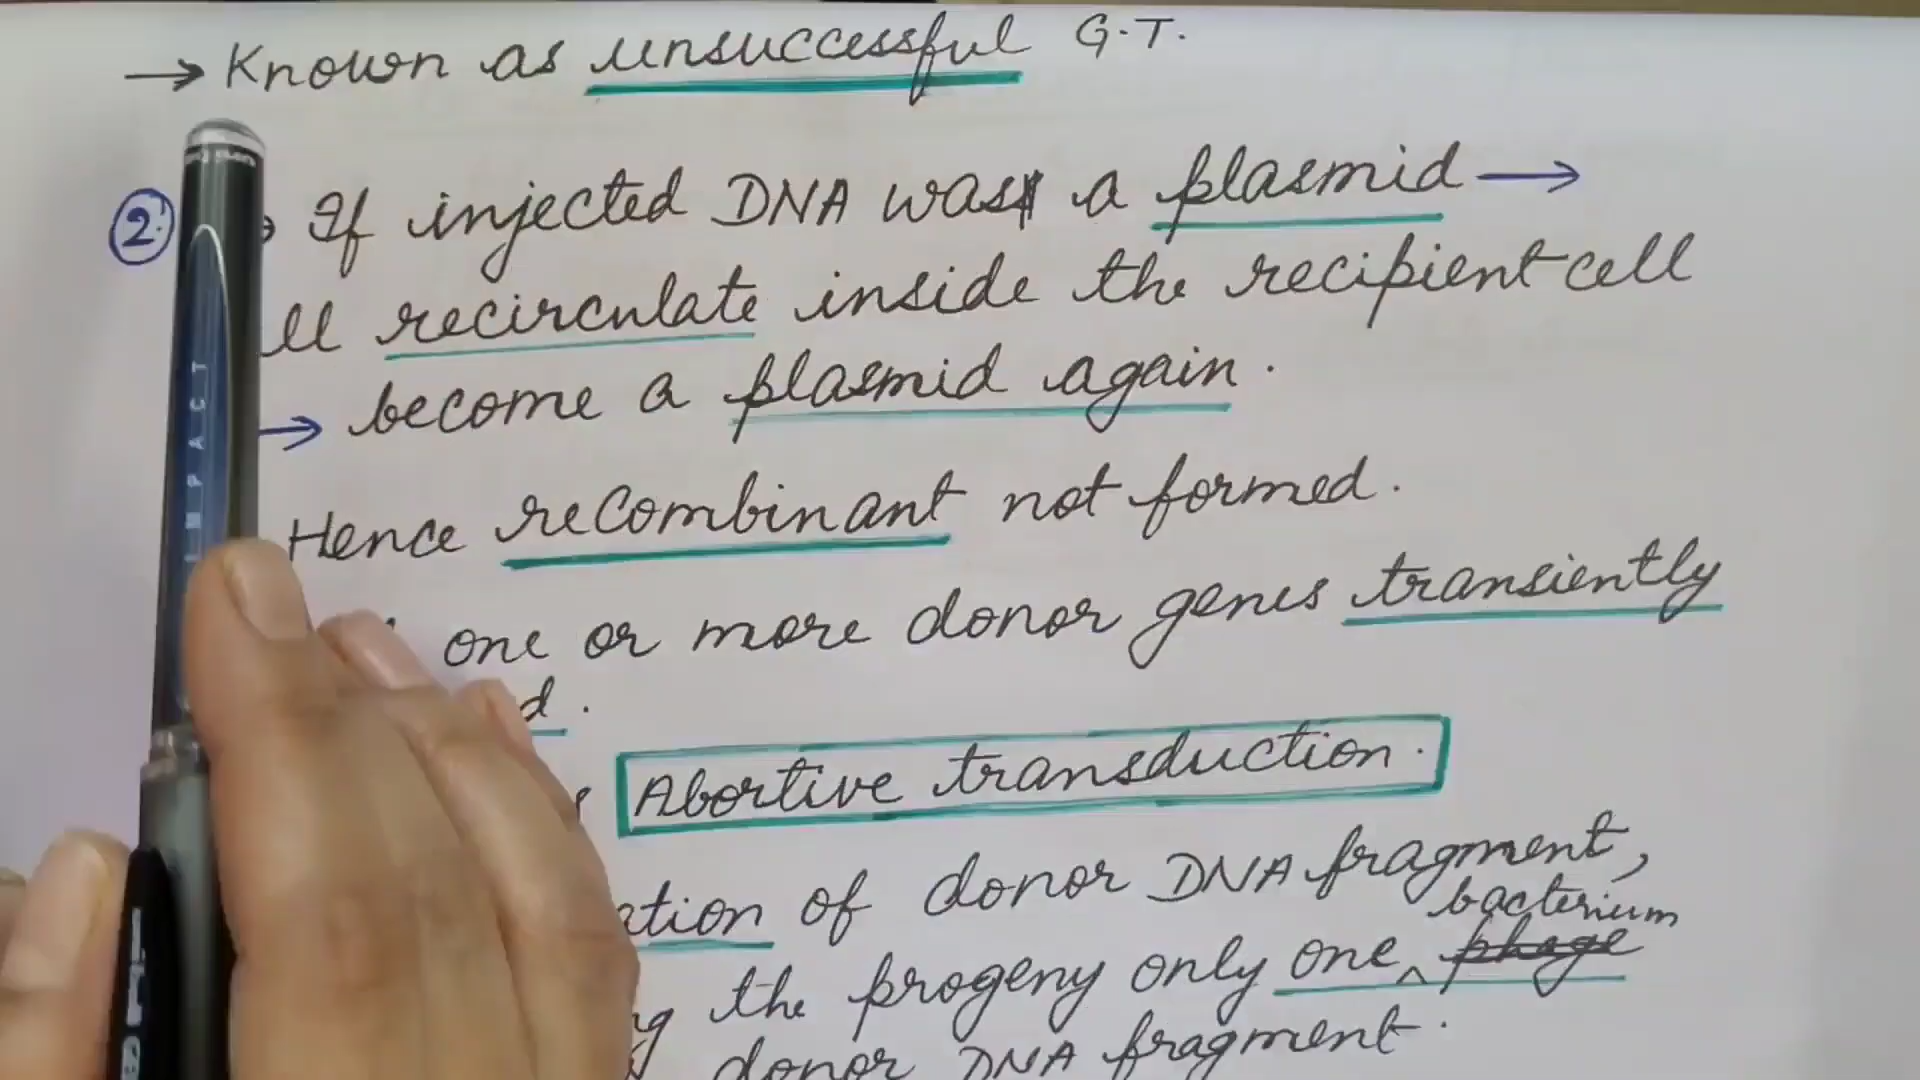 → Known as unsuccessful G.T.
2. → If injected DNA was a plasmid →
ll recirculate inside the recipient cell
→ become a plasmid again.
Hence recombinant not formed.
one or more donor genes transiently
d.
Abortive transduction.
ation of donor DNA fragment,
bacterium
g the progeny only one ^ phage
donor DNA fragment.
IMPACT